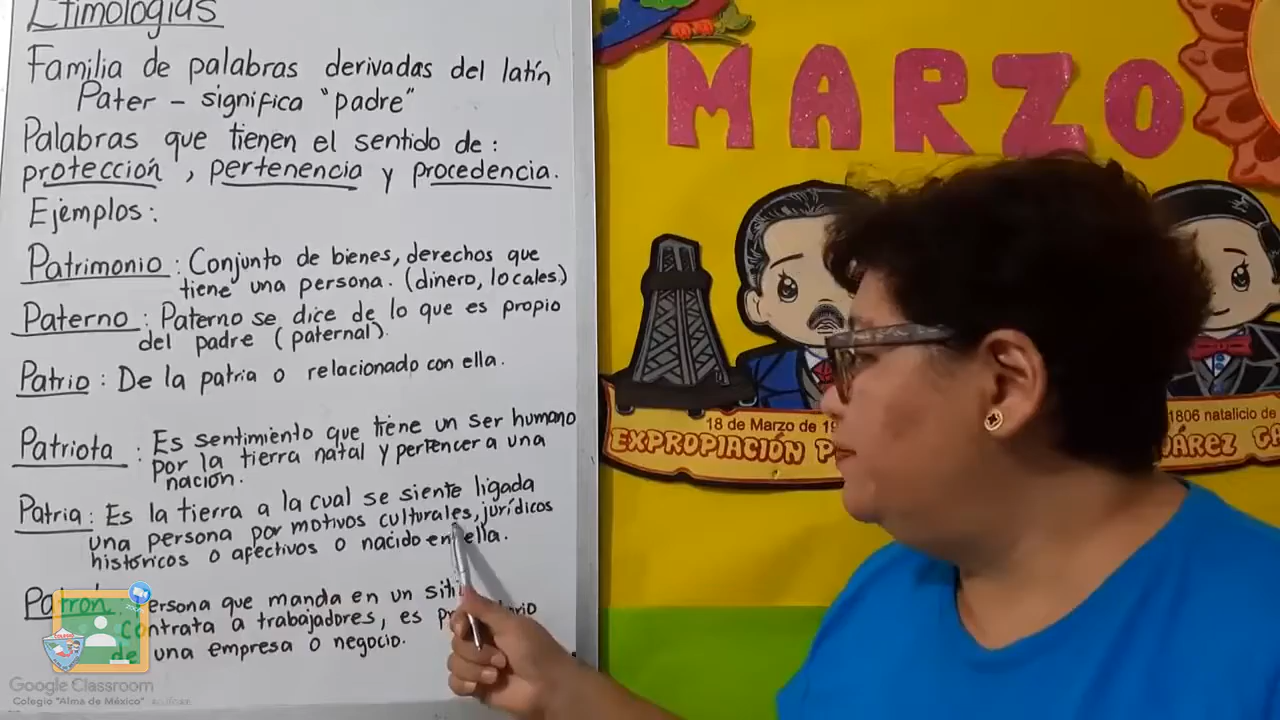 Etimologías
Familia de palabras derivadas del latín
Pater - significa "padre"
Palabras que tienen el sentido de:
protección, pertenencia y procedencia.
Ejemplos:
Patrimonio: Conjunto de bienes, derechos que
tiene una persona. (dinero, locales)
Paterno: Paterno se dice de lo que es propio
del padre (paternal).
Patrio: De la patria o relacionado con ella.
Patriota: Es sentimiento que tiene un ser humano
por la tierra natal y pertencer a una
nación.
Patria: Es la tierra a la cual se siente ligada
una persona por motivos culturales, jurídicos
históricos o afectivos o nacido en ella.
Patrón: Persona que manda en un
contrata a trabajadores, es
de una empresa o negocio.
Google Classroom
Colegio "Alma de México"
MARZO
18 de Marzo de 19
EXPROPIACIÓN P
1806 natalicio de
JUÁREZ GA